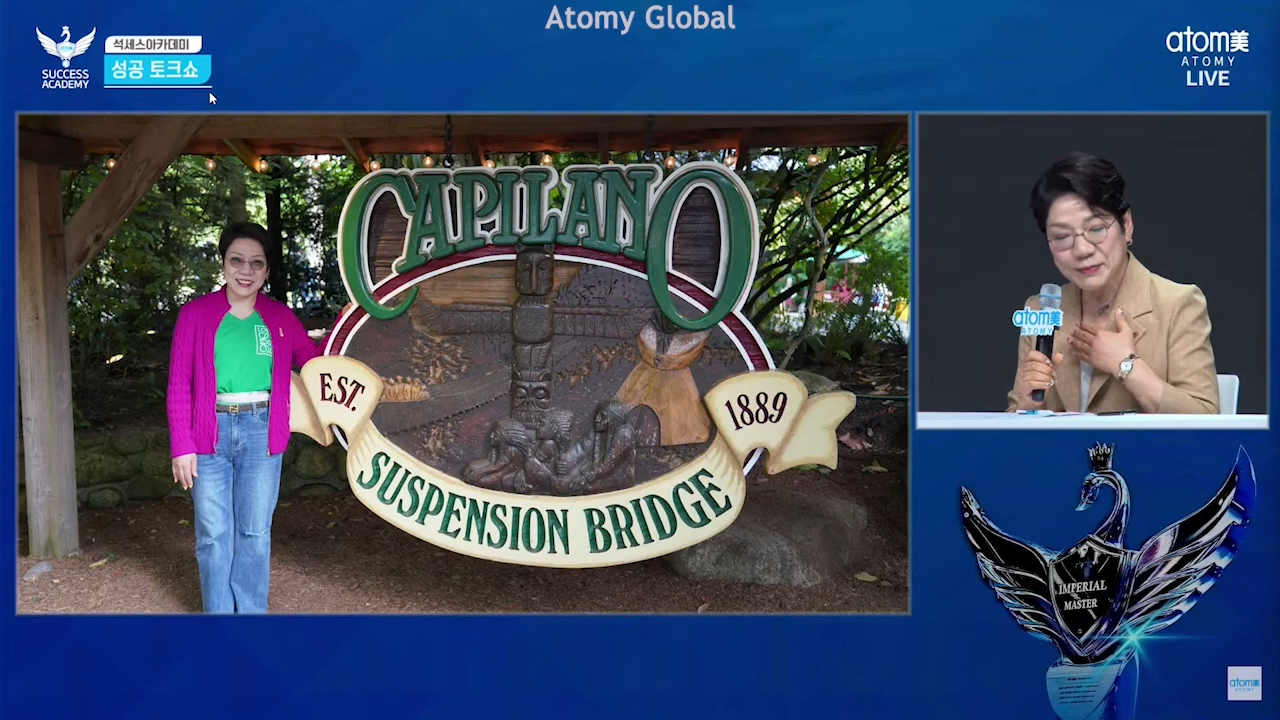 Atomy Global
SUCCESS
ACADEMY
석세스아카데미
성공 토크쇼
atom美
ATOMY
LIVE
CAPILANO
EST.
1889
SUSPENSION BRIDGE
atom美
ATOMY
IMPERIAL
MASTER
atom美
ATOMY